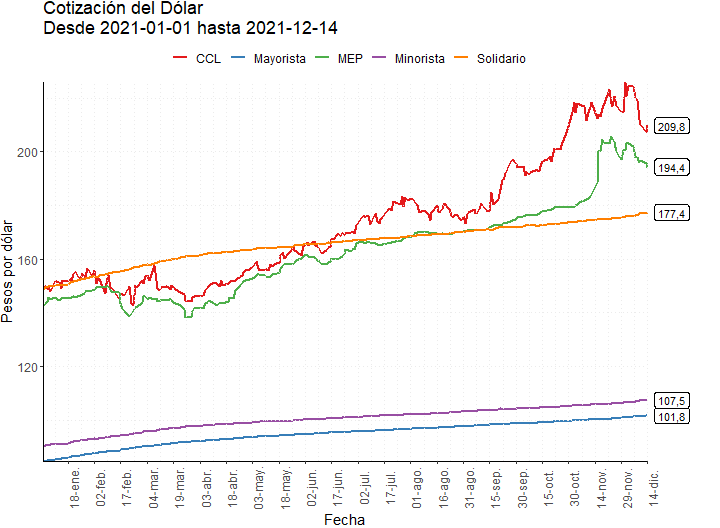 Cotización del Dólar
Desde 2021-01-01 hasta 2021-12-14
CCL Mayorista MEP Minorista Solidario
Pesos por dólar
200
160
120
209,8
194,4
177,4
107,5
101,8
18-ene.
02-feb.
17-feb.
04-mar.
19-mar.
03-abr.
18-abr.
03-may.
18-may.
02-jun.
17-jun.
02-jul.
17-jul.
01-ago.
16-ago.
31-ago.
15-sep.
30-sep.
15-oct.
30-oct.
14-nov.
29-nov.
14-dic.
Fecha